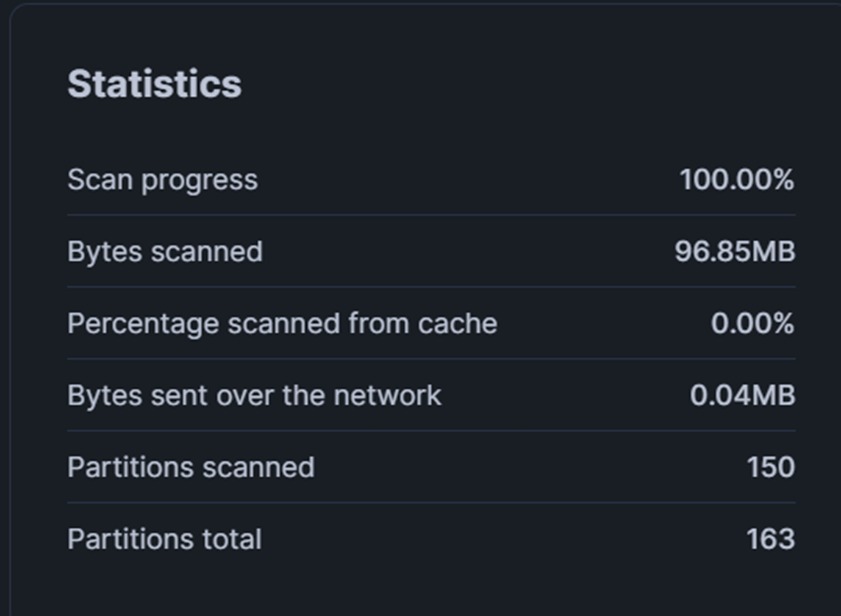 Statistics
Scan progress 100.00%
Bytes scanned 96.85MB
Percentage scanned from cache 0.00%
Bytes sent over the network 0.04MB
Partitions scanned 150
Partitions total 163